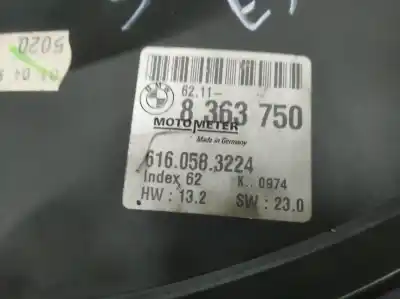 5020
62.11-
8 363 750
MOTOMETER
Made in Germany
616.058.3224
Index 62 K.. 0974
HW : 13.2 SW : 23.0